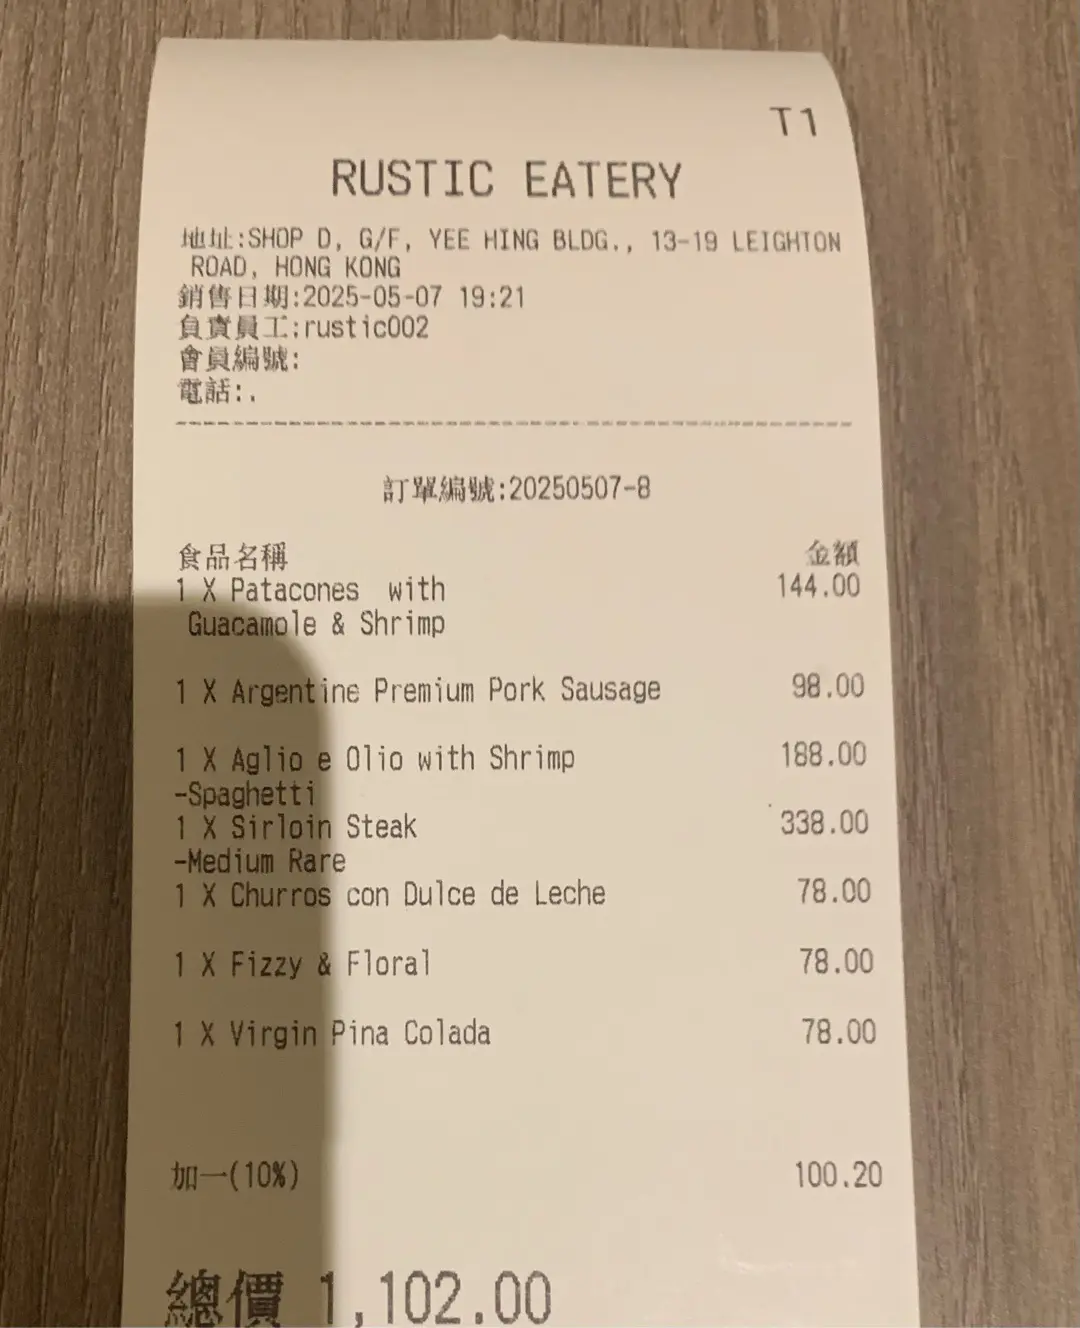 T1
RUSTIC EATERY
地址:SHOP D, G/F, YEE HING BLDG., 13-19 LEIGHTON
ROAD, HONG KONG
銷售日期:2025-05-07 19:21
負責員工:rustic002
會員編號:
電話:.
訂單編號:20250507-8
食品名稱 金額
1 X Patacones with 144.00
Guacamole & Shrimp
1 X Argentine Premium Pork Sausage 98.00
1 X Aglio e Olio with Shrimp 188.00
-Spaghetti
1 X Sirloin Steak 338.00
-Medium Rare
1 X Churros con Dulce de Leche 78.00
1 X Fizzy & Floral 78.00
1 X Virgin Pina Colada 78.00
加一(10%) 100.20
總價 1,102.00